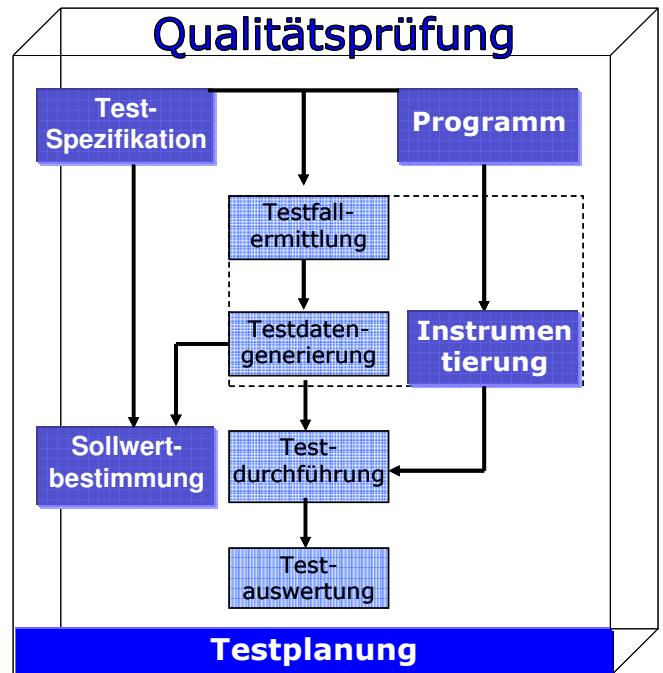 Qualitätsprüfung
Test-
Spezifikation
Programm
Testfall-
ermittlung
Testdaten-
generierung
Instrumen
tierung
Sollwert-
bestimmung
Test-
durchführung
Test-
auswertung
Testplanung